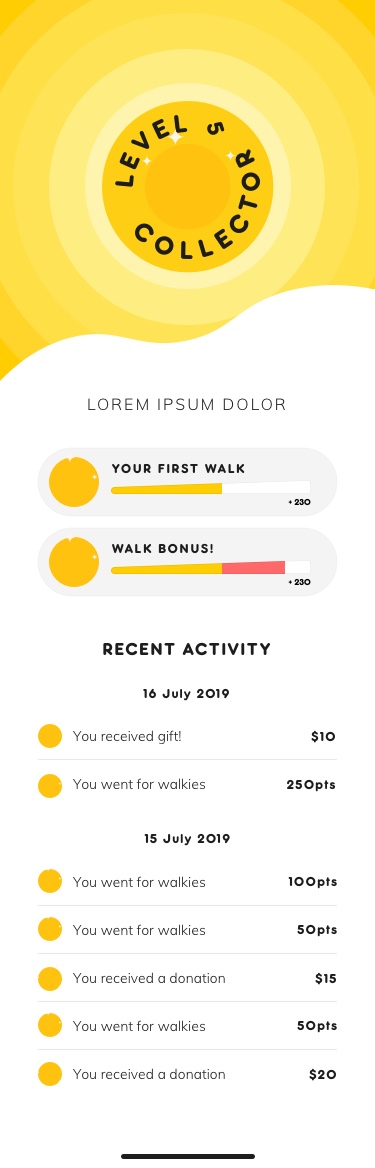 LEVEL 5
COLLECTOR
LOREM IPSUM DOLOR
YOUR FIRST WALK
+ 230
WALK BONUS!
+ 230
RECENT ACTIVITY
16 July 2019
You received gift! $10
You went for walkies 250pts
15 July 2019
You went for walkies 100pts
You went for walkies 50pts
You received a donation $15
You went for walkies 50pts
You received a donation $20